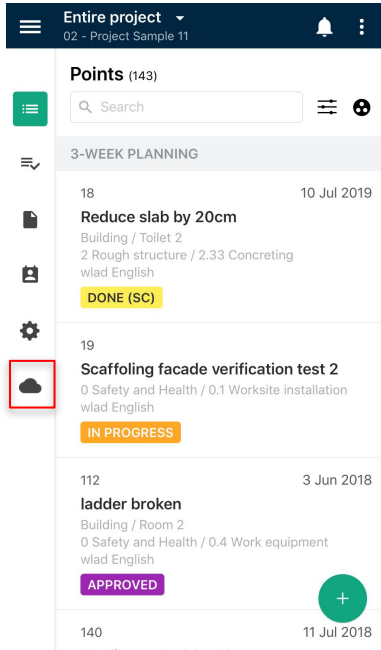 Entire project
02 - Project Sample 11
Points (143)
Search
3-WEEK PLANNING
18 10 Jul 2019
Reduce slab by 20cm
Building / Toilet 2
2 Rough structure / 2.33 Concreting
wlad English
DONE (SC)
19
Scaffoling facade verification test 2
0 Safety and Health / 0.1 Worksite installation
wlad English
IN PROGRESS
112 3 Jun 2018
ladder broken
Building / Room 2
0 Safety and Health / 0.4 Work equipment
wlad English
APPROVED
140 11 Jul 2018